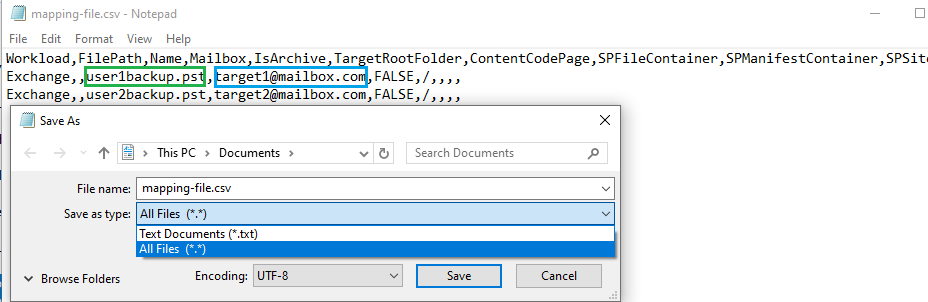 mapping-file.csv - Notepad
File Edit Format View Help
Workload,FilePath,Name,Mailbox,IsArchive,TargetRootFolder,ContentCodePage,SPFileContainer,SPManifestContainer,SPSite
Exchange,,user1backup.pst,target1@mailbox.com,FALSE,/,,,,
Exchange,,user2backup.pst,target2@mailbox.com,FALSE,/,,,,
Save As
This PC > Documents >
Search Documents
File name: mapping-file.csv
Save as type: All Files (*.*)
Text Documents (*.txt)
All Files (*.*)
Browse Folders
Encoding: UTF-8
Save
Cancel